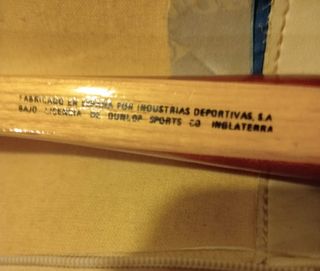 FABRICADO EN ESPAÑA POR INDUSTRIAS DEPORTIVAS, S.A
BAJO LICENCIA DE DUNLOP SPORTS CO INGLATERRA